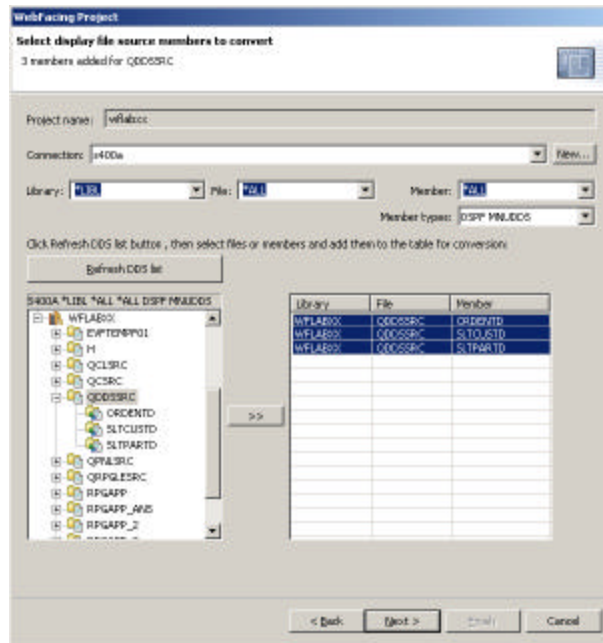 WebFacing Project
Select display file source members to convert
3 members added for QDDSSRC
Project name: wflabxx
Connection: s400a New...
Library: *LIBL File: *ALL Member: *ALL
Member types: DSPF MNUDDS
Click Refresh DDS list button , then select files or members and add them to the table for conversion:
Refresh DDS list
S400A *LIBL *ALL *ALL DSPF MNUDDS
WFLABXX
EVFTEMPF01
H
QCLSRC
QCSRC
QDDSSRC
ORDENTD
SLTCUSTD
SLTPARTD
QPNLSRC
QRPGLESRC
RPGAPP
RPGAPP_ANS
RPGAPP_2
>>
Library File Member
WFLABXX QDDSSRC ORDENTD
WFLABXX QDDSSRC SLTCUSTD
WFLABXX QDDSSRC SLTPARTD
< Back Next > Finish Cancel